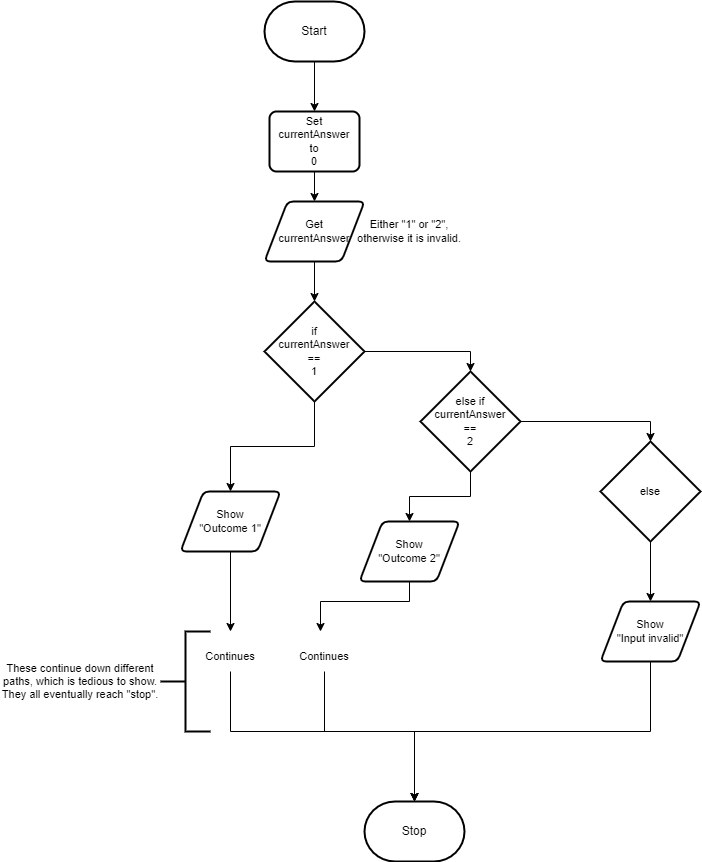 Start
Set
currentAnswer
to
0
Get
currentAnswer
Either "1" or "2",
otherwise it is invalid.
if
currentAnswer
==
1
else if
currentAnswer
==
2
else
Show
"Outcome 1"
Show
"Outcome 2"
Show
"Input invalid"
Continues
Continues
These continue down different
paths, which is tedious to show.
They all eventually reach "stop".
Stop